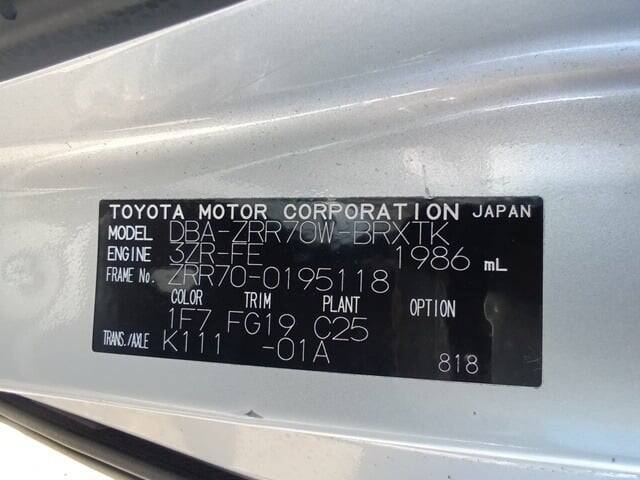 TOYOTA MOTOR CORPORATION JAPAN
MODEL DBA-ZRR70W-BRXTK
ENGINE 3ZR-FE 1986 mL
FRAME No. ZRR70-0195118
COLOR TRIM PLANT OPTION
1F7 FG19 C25
TRANS./AXLE K111 -01A
818